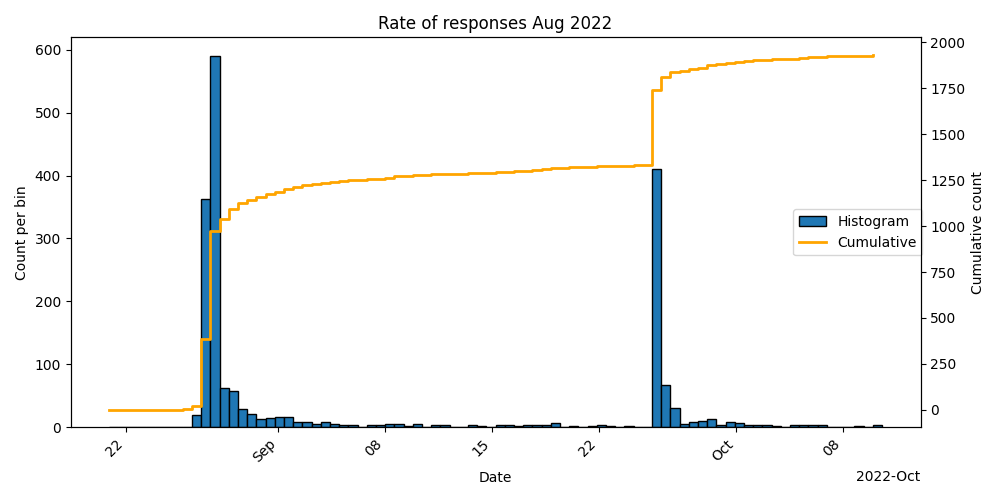 Rate of responses Aug 2022
Count per bin
600
500
400
300
200
100
0
2000
1750
1500
1250
1000
750
500
250
0
Cumulative count
Histogram
Cumulative
22
Sep
08
15
22
Oct
08
Date
2022-Oct